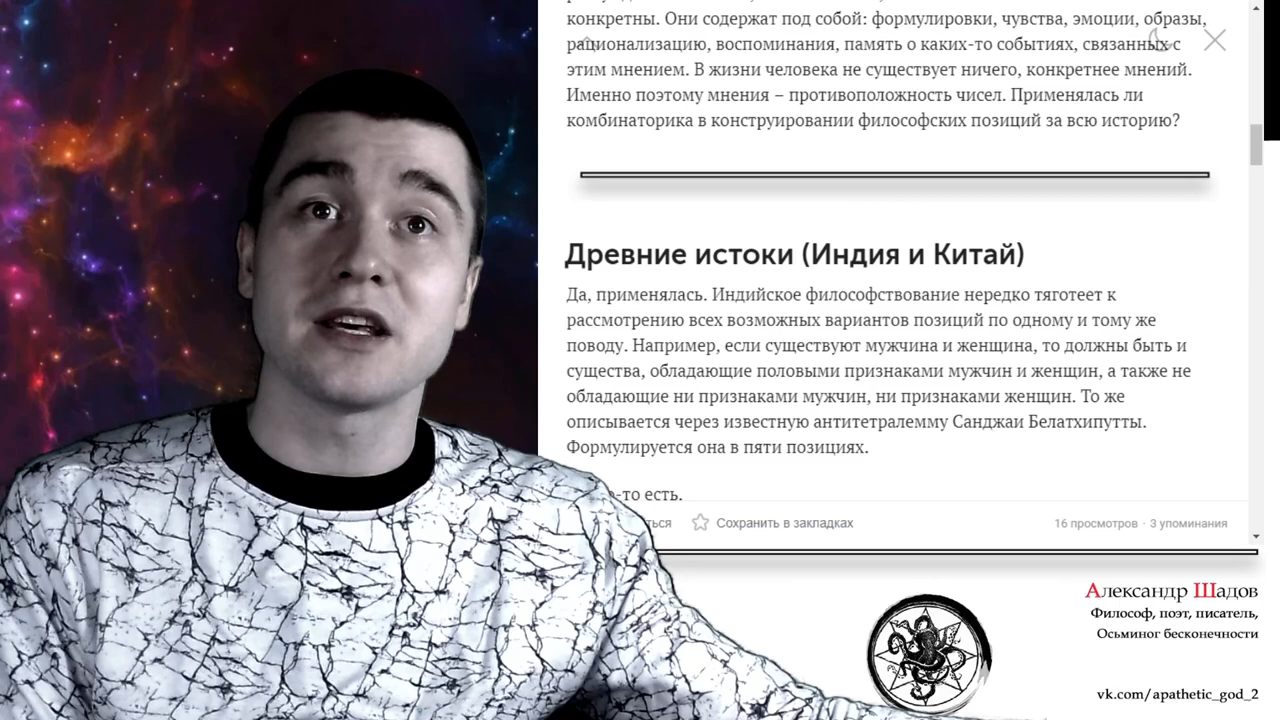 конкретны. Они содержат под собой: формулировки, чувства, эмоции, образы,
рационализацию, воспоминания, память о каких-то событиях, связанных с
этим мнением. В жизни человека не существует ничего, конкретнее мнений.
Именно поэтому мнения – противоположность чисел. Применялась ли
комбинаторика в конструировании философских позиций за всю историю?
Древние истоки (Индия и Китай)
Да, применялась. Индийское философствование нередко тяготеет к
рассмотрению всех возможных вариантов позиций по одному и тому же
поводу. Например, если существуют мужчина и женщина, то должны быть и
существа, обладающие половыми признаками мужчин и женщин, а также не
обладающие ни признаками мужчин, ни признаками женщин. То же
описывается через известную антитетралемму Санджаи Белатхипутты.
Формулируется она в пяти позициях.
о-то есть.
ться Сохранить в закладках 16 просмотров · 3 упоминания
Александр Шадов
Философ, поэт, писатель,
Осьминог бесконечности
vk.com/apathetic_god_2